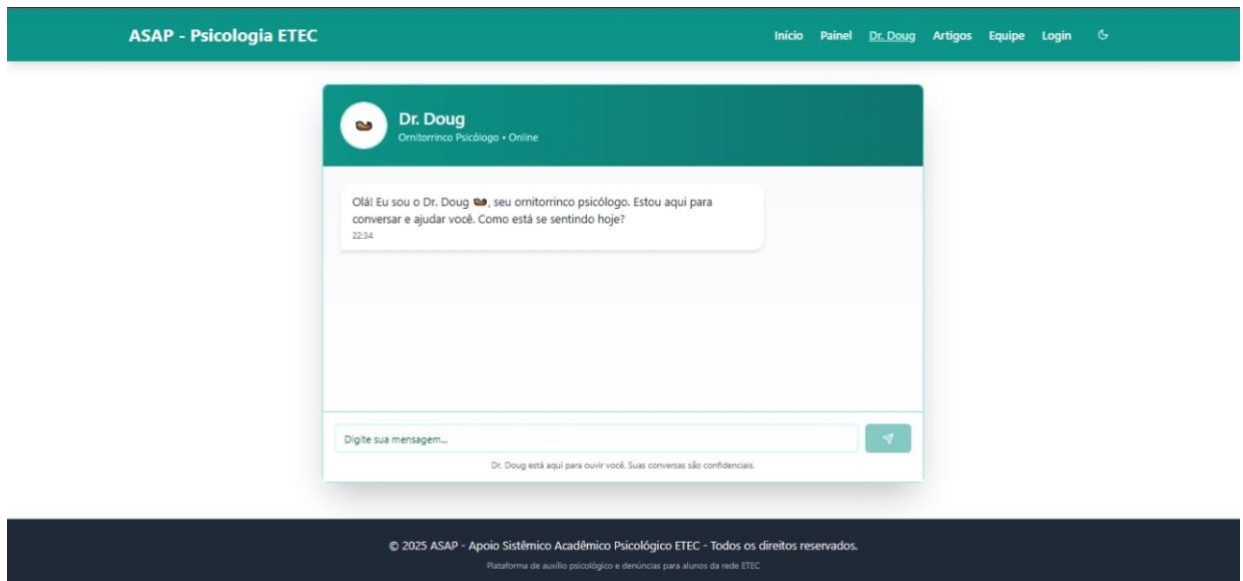 ASAP - Psicologia ETEC
Início Painel Dr. Doug Artigos Equipe Login
Dr. Doug
Ornitorrinco Psicólogo • Online
Olá! Eu sou o Dr. Doug 🦫, seu ornitorrinco psicólogo. Estou aqui para
conversar e ajudar você. Como está se sentindo hoje?
22:34
Digite sua mensagem...
Dr. Doug está aqui para ouvir você. Suas conversas são confidenciais.
© 2025 ASAP - Apoio Sistêmico Acadêmico Psicológico ETEC - Todos os direitos reservados.
Plataforma de auxílio psicológico e denúncias para alunos da rede ETEC